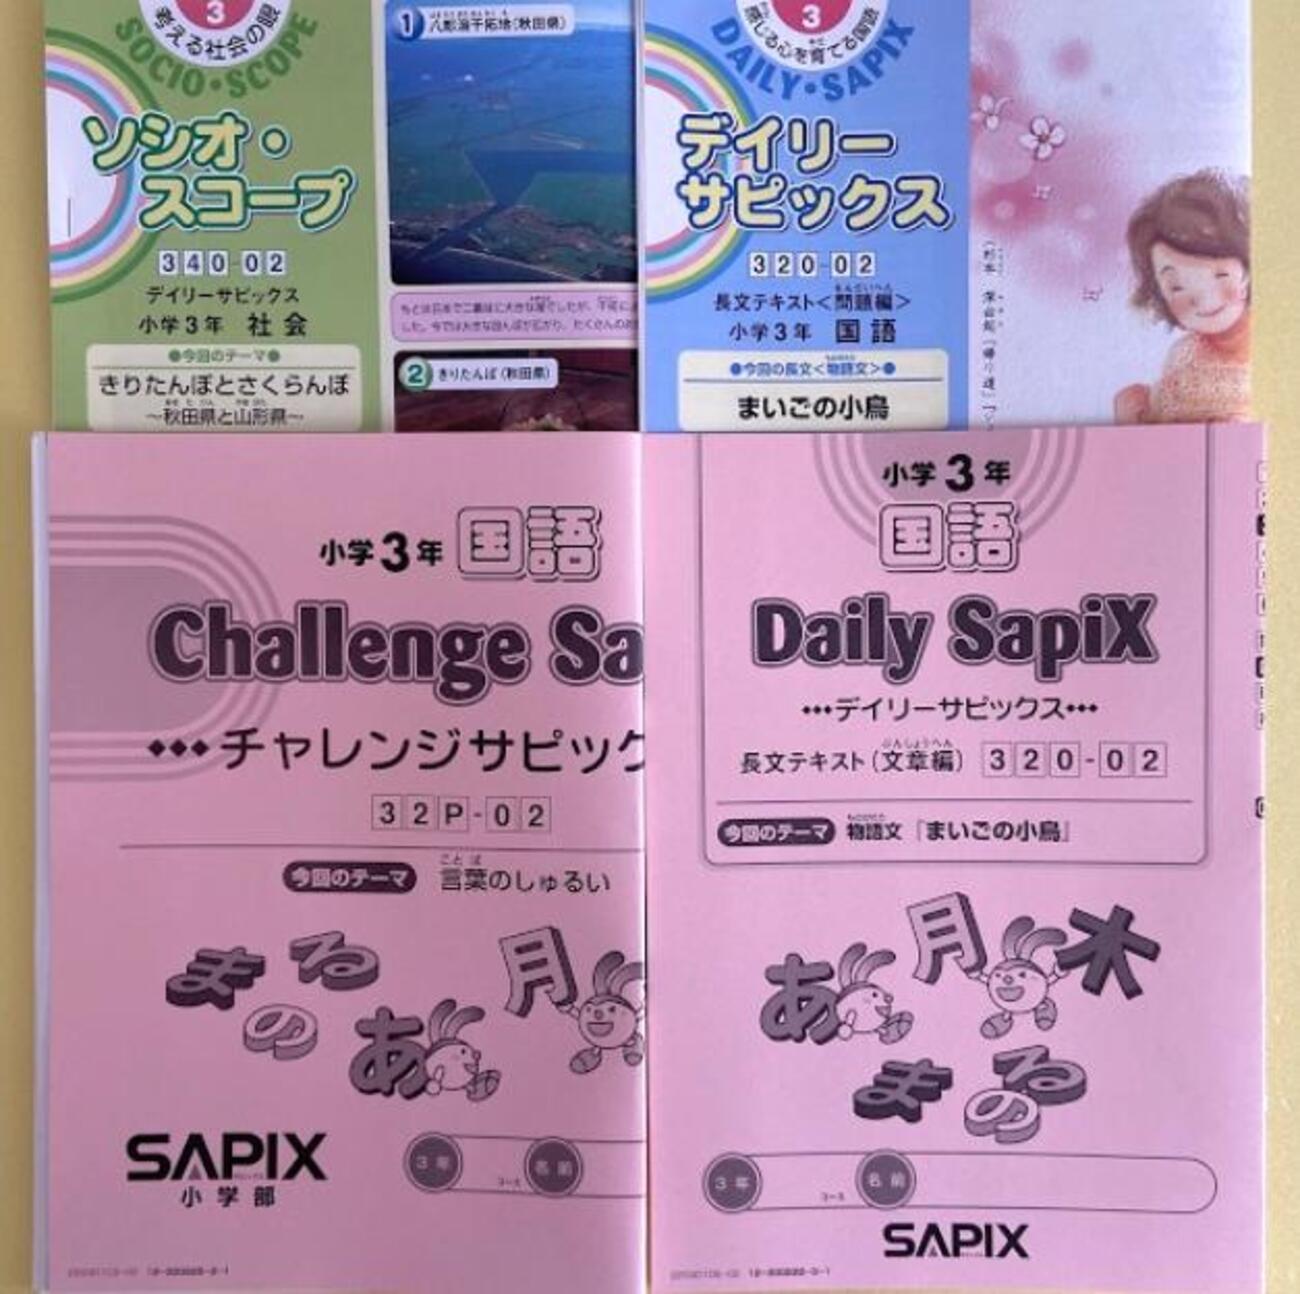 3
考える社会の眼
SOCIO・SCOPE
ソシオ・
スコープ
340-02
デイリーサピックス
小学3年 社会
●今回のテーマ●
きりたんぽとさくらんぼ
～秋田県と山形県～
1 八郎潟干拓地(秋田県)
2 きりたんぽ(秋田県)
3
感じる心を育てる国語
DAILY・SAPIX
デイリー
サピックス
320-02
長文テキスト<問題編>
小学3年 国語
●今回の長文<物語文>●
まいごの小鳥
小学3年 国語
Challenge Sa
•••チャレンジサピック
32P-02
今回のテーマ 言葉のしゅるい
まるのあ月
SAPIX
小学部
3年 名前
小学3年
国語
Daily SapiX
•••デイリーサピックス•••
長文テキスト(文章編) 320-02
今回のテーマ 物語文『まいごの小鳥』
あ月木
まるの
3年 名前
SAPIX